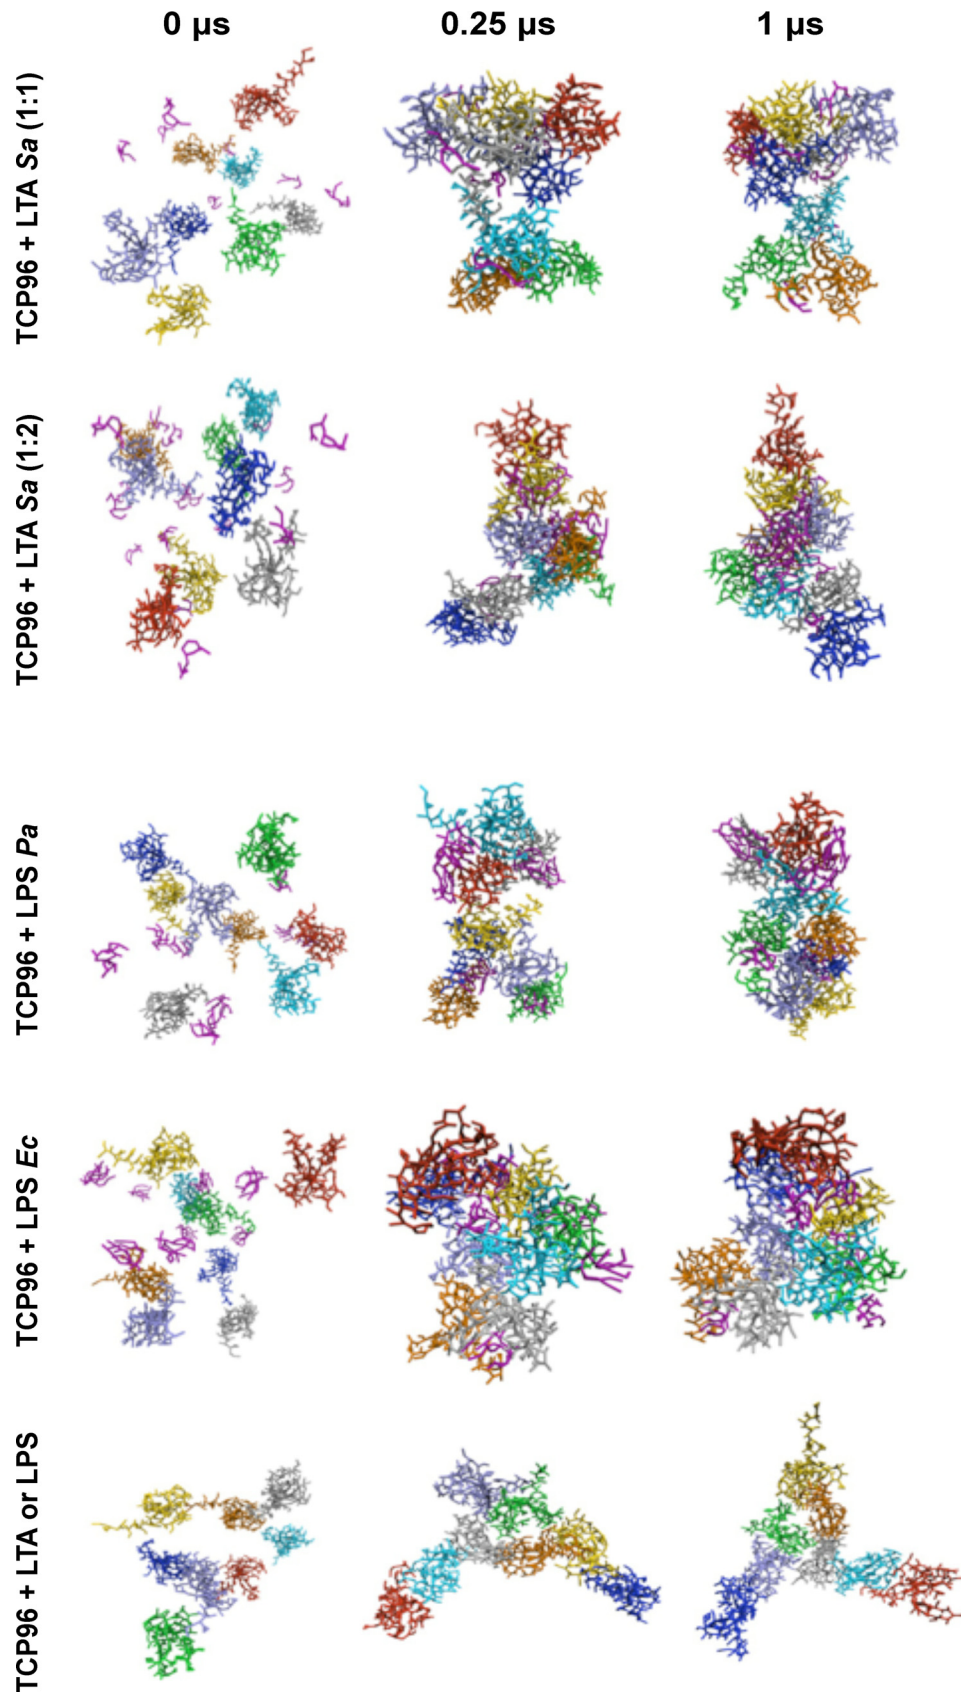 0 µs 0.25 µs 1 µs
TCP96 + LTA Sa (1:1)
TCP96 + LTA Sa (1:2)
TCP96 + LPS Pa
TCP96 + LPS Ec
TCP96 + LTA or LPS